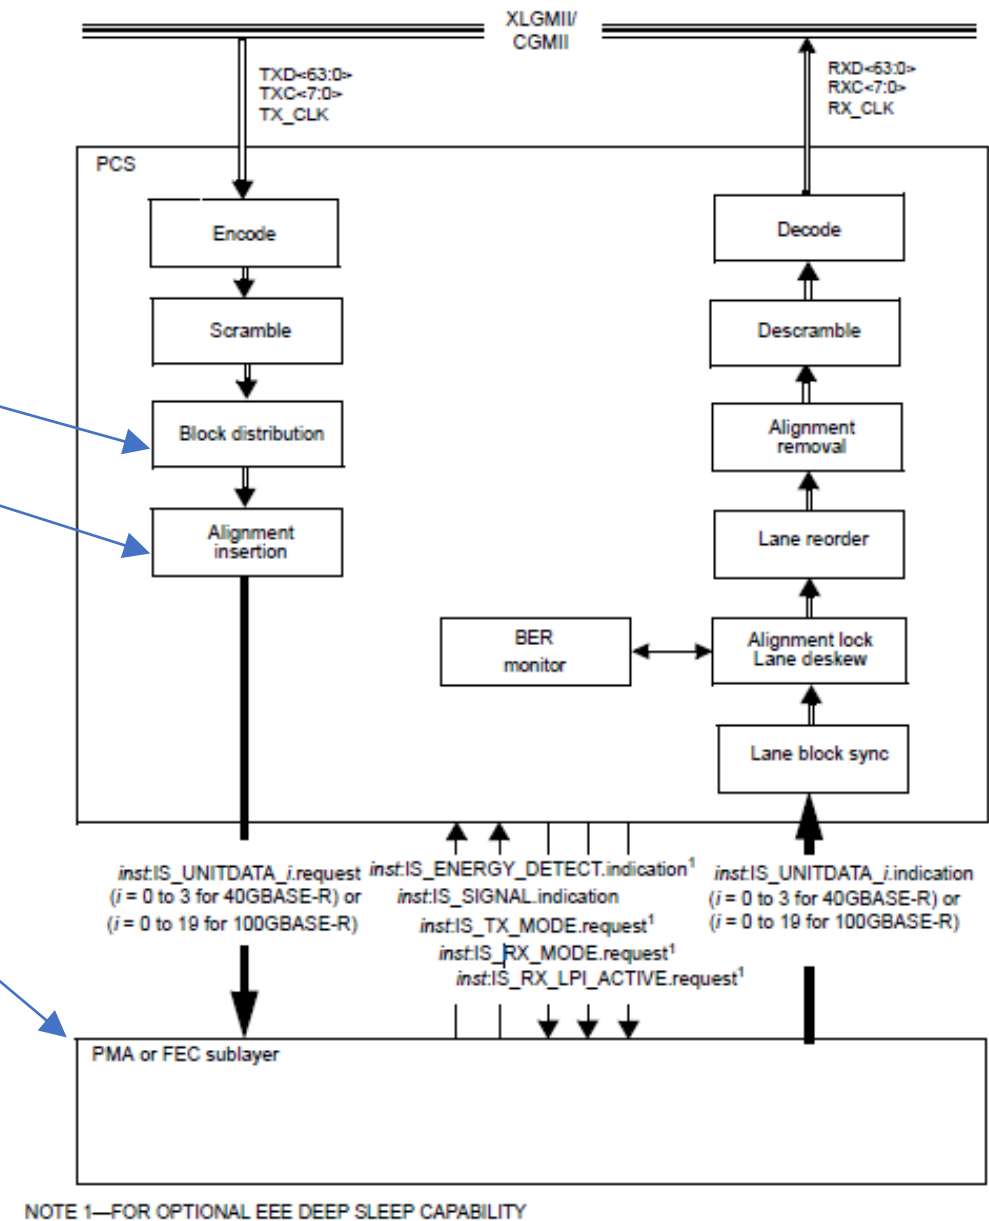 XLGMII/
CGMII
TXD<63:0>
TXC<7:0>
TX_CLK
RXD<63:0>
RXC<7:0>
RX_CLK
PCS
Encode
Decode
Scramble
Descramble
Block distribution
Alignment
removal
Alignment
insertion
Lane reorder
BER
monitor
Alignment lock
Lane deskew
Lane block sync
inst:IS_UNITDATA_i.request
(i = 0 to 3 for 40GBASE-R) or
(i = 0 to 19 for 100GBASE-R)
inst:IS_ENERGY_DETECT.indication¹
inst:IS_SIGNAL.indication
inst:IS_TX_MODE.request¹
inst:IS_RX_MODE.request¹
inst:IS_RX_LPI_ACTIVE.request¹
inst:IS_UNITDATA_i.indication
(i = 0 to 3 for 40GBASE-R) or
(i = 0 to 19 for 100GBASE-R)
PMA or FEC sublayer
NOTE 1—FOR OPTIONAL EEE DEEP SLEEP CAPABILITY